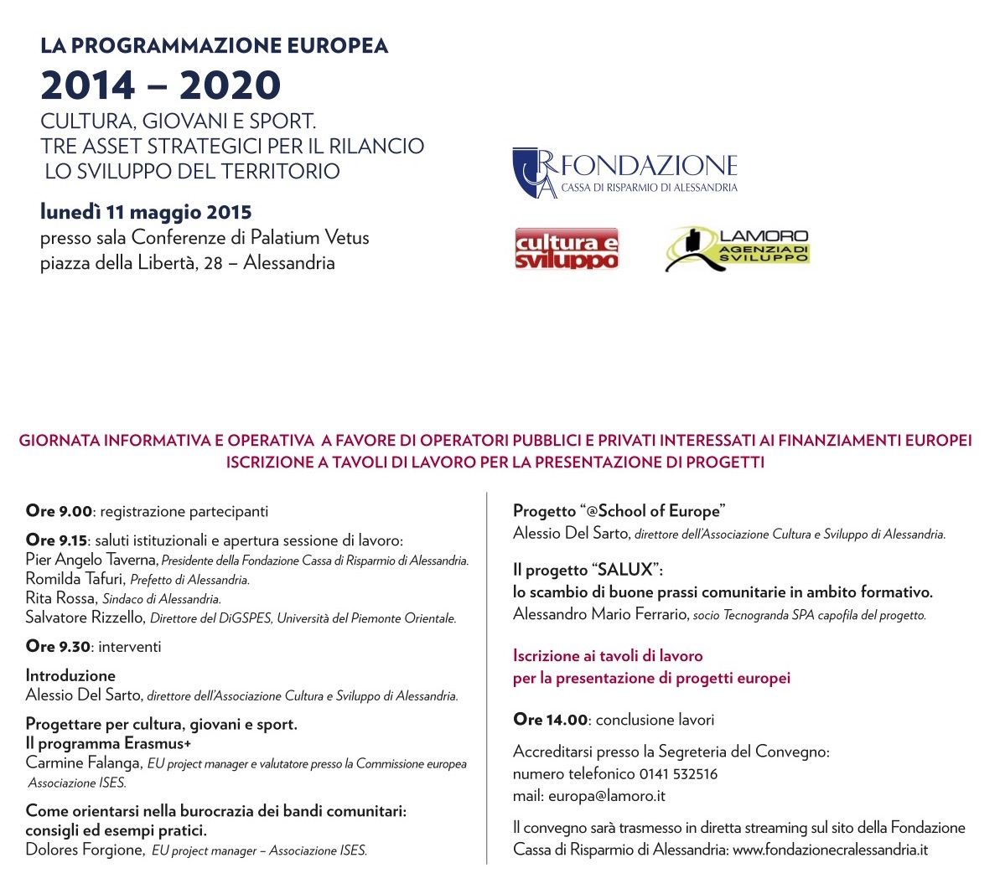 LA PROGRAMMAZIONE EUROPEA
2014 – 2020
CULTURA, GIOVANI E SPORT.
TRE ASSET STRATEGICI PER IL RILANCIO
LO SVILUPPO DEL TERRITORIO
lunedì 11 maggio 2015
presso sala Conferenze di Palatium Vetus
piazza della Libertà, 28 – Alessandria
CRA FONDAZIONE
CASSA DI RISPARMIO DI ALESSANDRIA
cultura e
sviluppo
LAMORO
AGENZIA DI
SVILUPPO
GIORNATA INFORMATIVA E OPERATIVA A FAVORE DI OPERATORI PUBBLICI E PRIVATI INTERESSATI AI FINANZIAMENTI EUROPEI
ISCRIZIONE A TAVOLI DI LAVORO PER LA PRESENTAZIONE DI PROGETTI
Ore 9.00: registrazione partecipanti
Ore 9.15: saluti istituzionali e apertura sessione di lavoro:
Pier Angelo Taverna, Presidente della Fondazione Cassa di Risparmio di Alessandria.
Romilda Tafuri, Prefetto di Alessandria.
Rita Rossa, Sindaco di Alessandria.
Salvatore Rizzello, Direttore del DiGSPES, Università del Piemonte Orientale.
Ore 9.30: interventi
Introduzione
Alessio Del Sarto, direttore dell'Associazione Cultura e Sviluppo di Alessandria.
Progettare per cultura, giovani e sport.
Il programma Erasmus+
Carmine Falanga, EU project manager e valutatore presso la Commissione europea
Associazione ISES.
Come orientarsi nella burocrazia dei bandi comunitari:
consigli ed esempi pratici.
Dolores Forgione, EU project manager – Associazione ISES.
Progetto “@School of Europe”
Alessio Del Sarto, direttore dell'Associazione Cultura e Sviluppo di Alessandria.
Il progetto “SALUX”:
lo scambio di buone prassi comunitarie in ambito formativo.
Alessandro Mario Ferrario, socio Tecnogranda SPA capofila del progetto.
Iscrizione ai tavoli di lavoro
per la presentazione di progetti europei
Ore 14.00: conclusione lavori
Accreditarsi presso la Segreteria del Convegno:
numero telefonico 0141 532516
mail: europa@lamoro.it
Il convegno sarà trasmesso in diretta streaming sul sito della Fondazione
Cassa di Risparmio di Alessandria: www.fondazionecralessandria.it